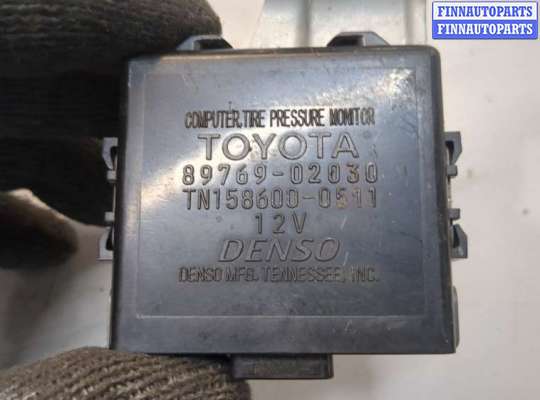 FINNAUTOPARTS
FINNAUTOPARTS
COMPUTER,TIRE PRESSURE MONITOR
TOYOTA
89769-02030
TN158600-0511
12V
DENSO
DENSO MFG. TENNESSEE, INC.